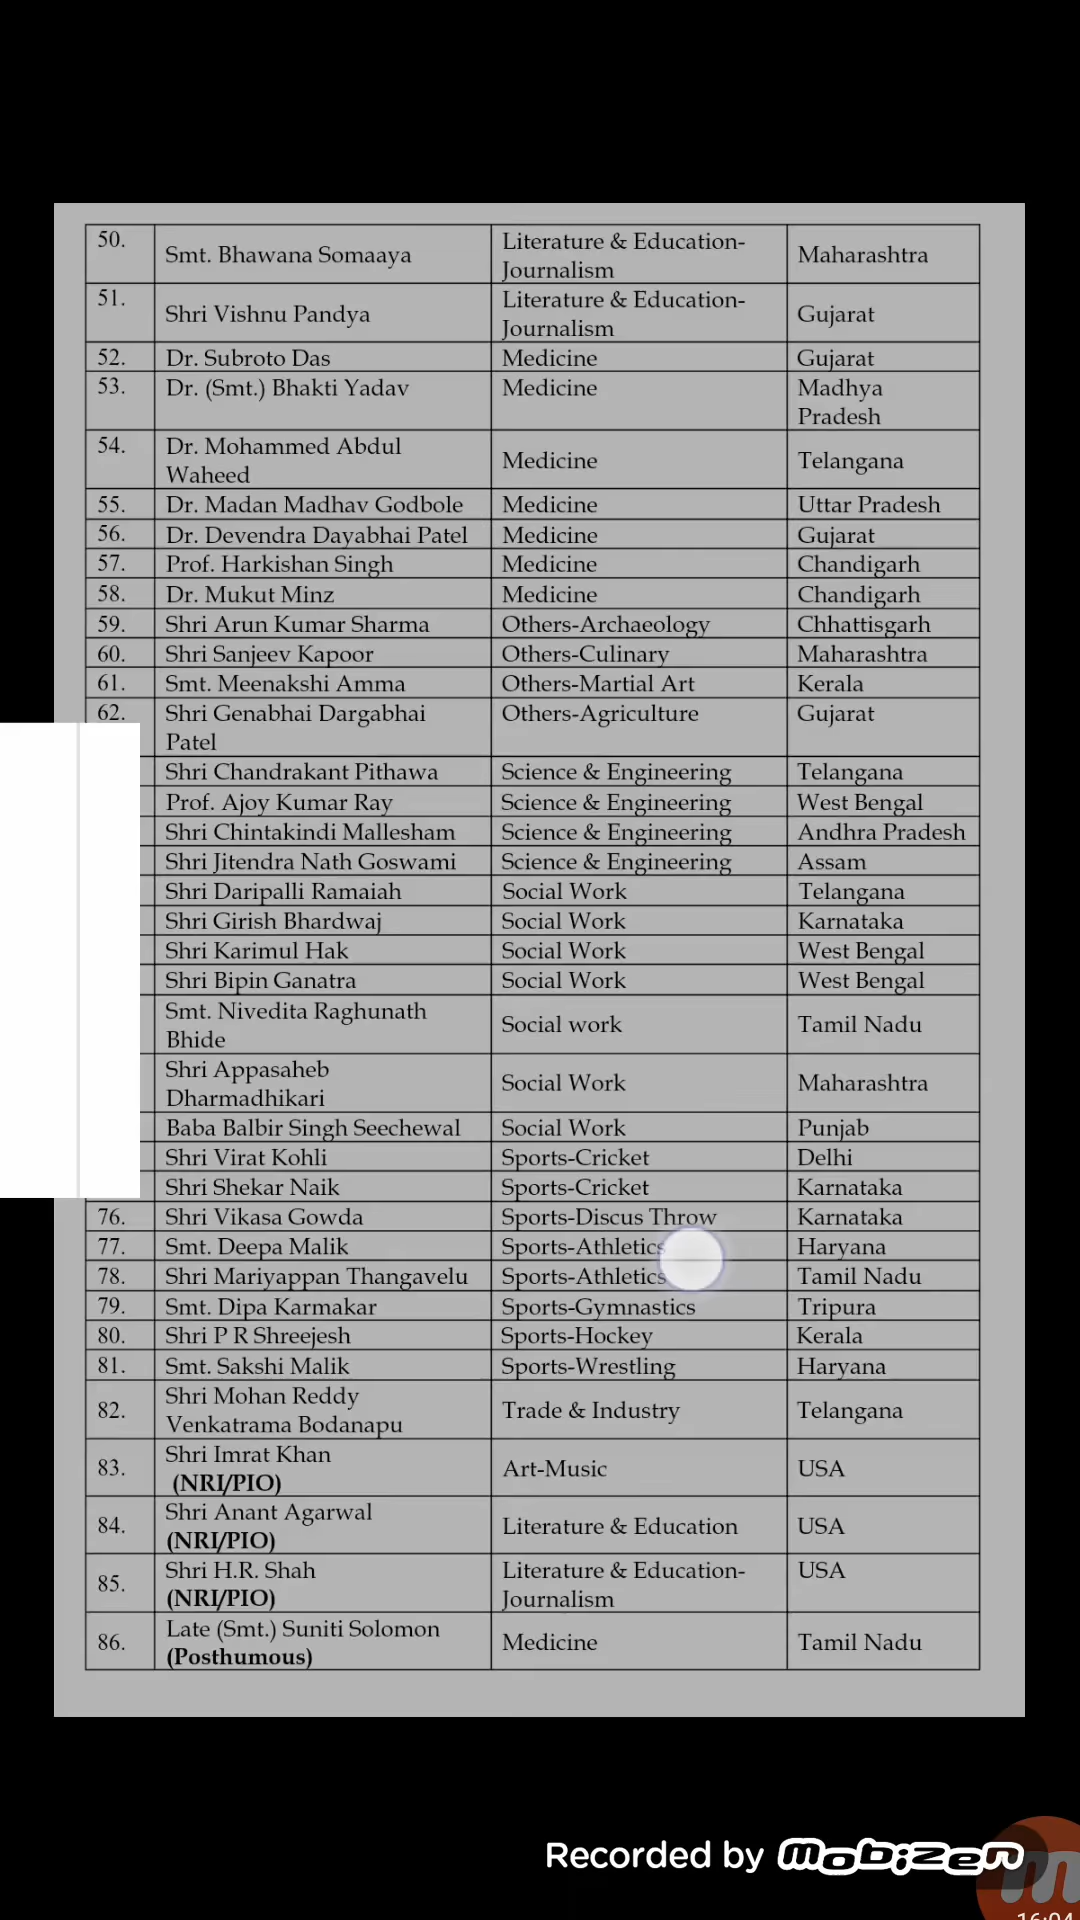 50. Smt. Bhawana Somaaya Literature & Education- Maharashtra
Journalism
51. Shri Vishnu Pandya Literature & Education- Gujarat
Journalism
52. Dr. Subroto Das Medicine Gujarat
53. Dr. (Smt.) Bhakti Yadav Medicine Madhya
Pradesh
54. Dr. Mohammed Abdul Medicine Telangana
Waheed
55. Dr. Madan Madhav Godbole Medicine Uttar Pradesh
56. Dr. Devendra Dayabhai Patel Medicine Gujarat
57. Prof. Harkishan Singh Medicine Chandigarh
58. Dr. Mukut Minz Medicine Chandigarh
59. Shri Arun Kumar Sharma Others-Archaeology Chhattisgarh
60. Shri Sanjeev Kapoor Others-Culinary Maharashtra
61. Smt. Meenakshi Amma Others-Martial Art Kerala
62. Shri Genabhai Dargabhai Others-Agriculture Gujarat
Patel
Shri Chandrakant Pithawa Science & Engineering Telangana
Prof. Ajoy Kumar Ray Science & Engineering West Bengal
Shri Chintakindi Mallesham Science & Engineering Andhra Pradesh
Shri Jitendra Nath Goswami Science & Engineering Assam
Shri Daripalli Ramaiah Social Work Telangana
Shri Girish Bhardwaj Social Work Karnataka
Shri Karimul Hak Social Work West Bengal
Shri Bipin Ganatra Social Work West Bengal
Smt. Nivedita Raghunath Social work Tamil Nadu
Bhide
Shri Appasaheb Social Work Maharashtra
Dharmadhikari
Baba Balbir Singh Seechewal Social Work Punjab
Shri Virat Kohli Sports-Cricket Delhi
Shri Shekar Naik Sports-Cricket Karnataka
76. Shri Vikasa Gowda Sports-Discus Throw Karnataka
77. Smt. Deepa Malik Sports-Athletics Haryana
78. Shri Mariyappan Thangavelu Sports-Athletics Tamil Nadu
79. Smt. Dipa Karmakar Sports-Gymnastics Tripura
80. Shri P R Shreejesh Sports-Hockey Kerala
81. Smt. Sakshi Malik Sports-Wrestling Haryana
82. Shri Mohan Reddy Trade & Industry Telangana
Venkatrama Bodanapu
83. Shri Imrat Khan Art-Music USA
(NRI/PIO)
84. Shri Anant Agarwal Literature & Education USA
(NRI/PIO)
85. Shri H.R. Shah Literature & Education- USA
(NRI/PIO) Journalism
86. Late (Smt.) Suniti Solomon Medicine Tamil Nadu
(Posthumous)
Recorded by mobizen
16:04